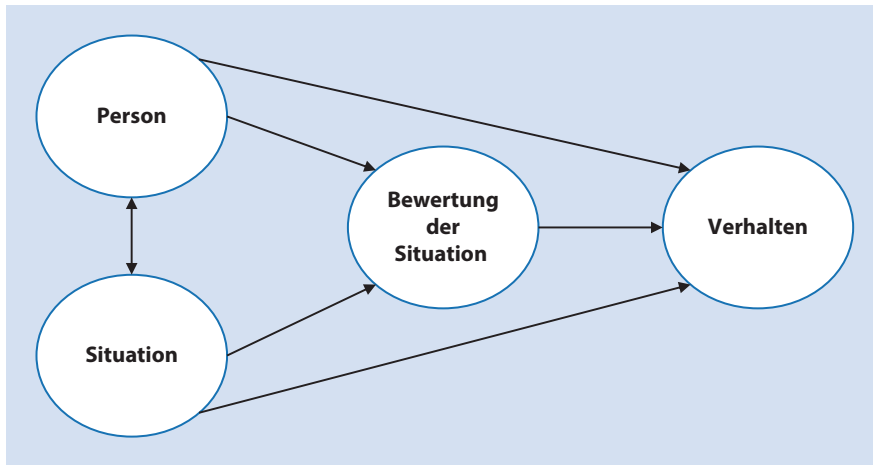 Person
Bewertung
der
Situation
Verhalten
Situation